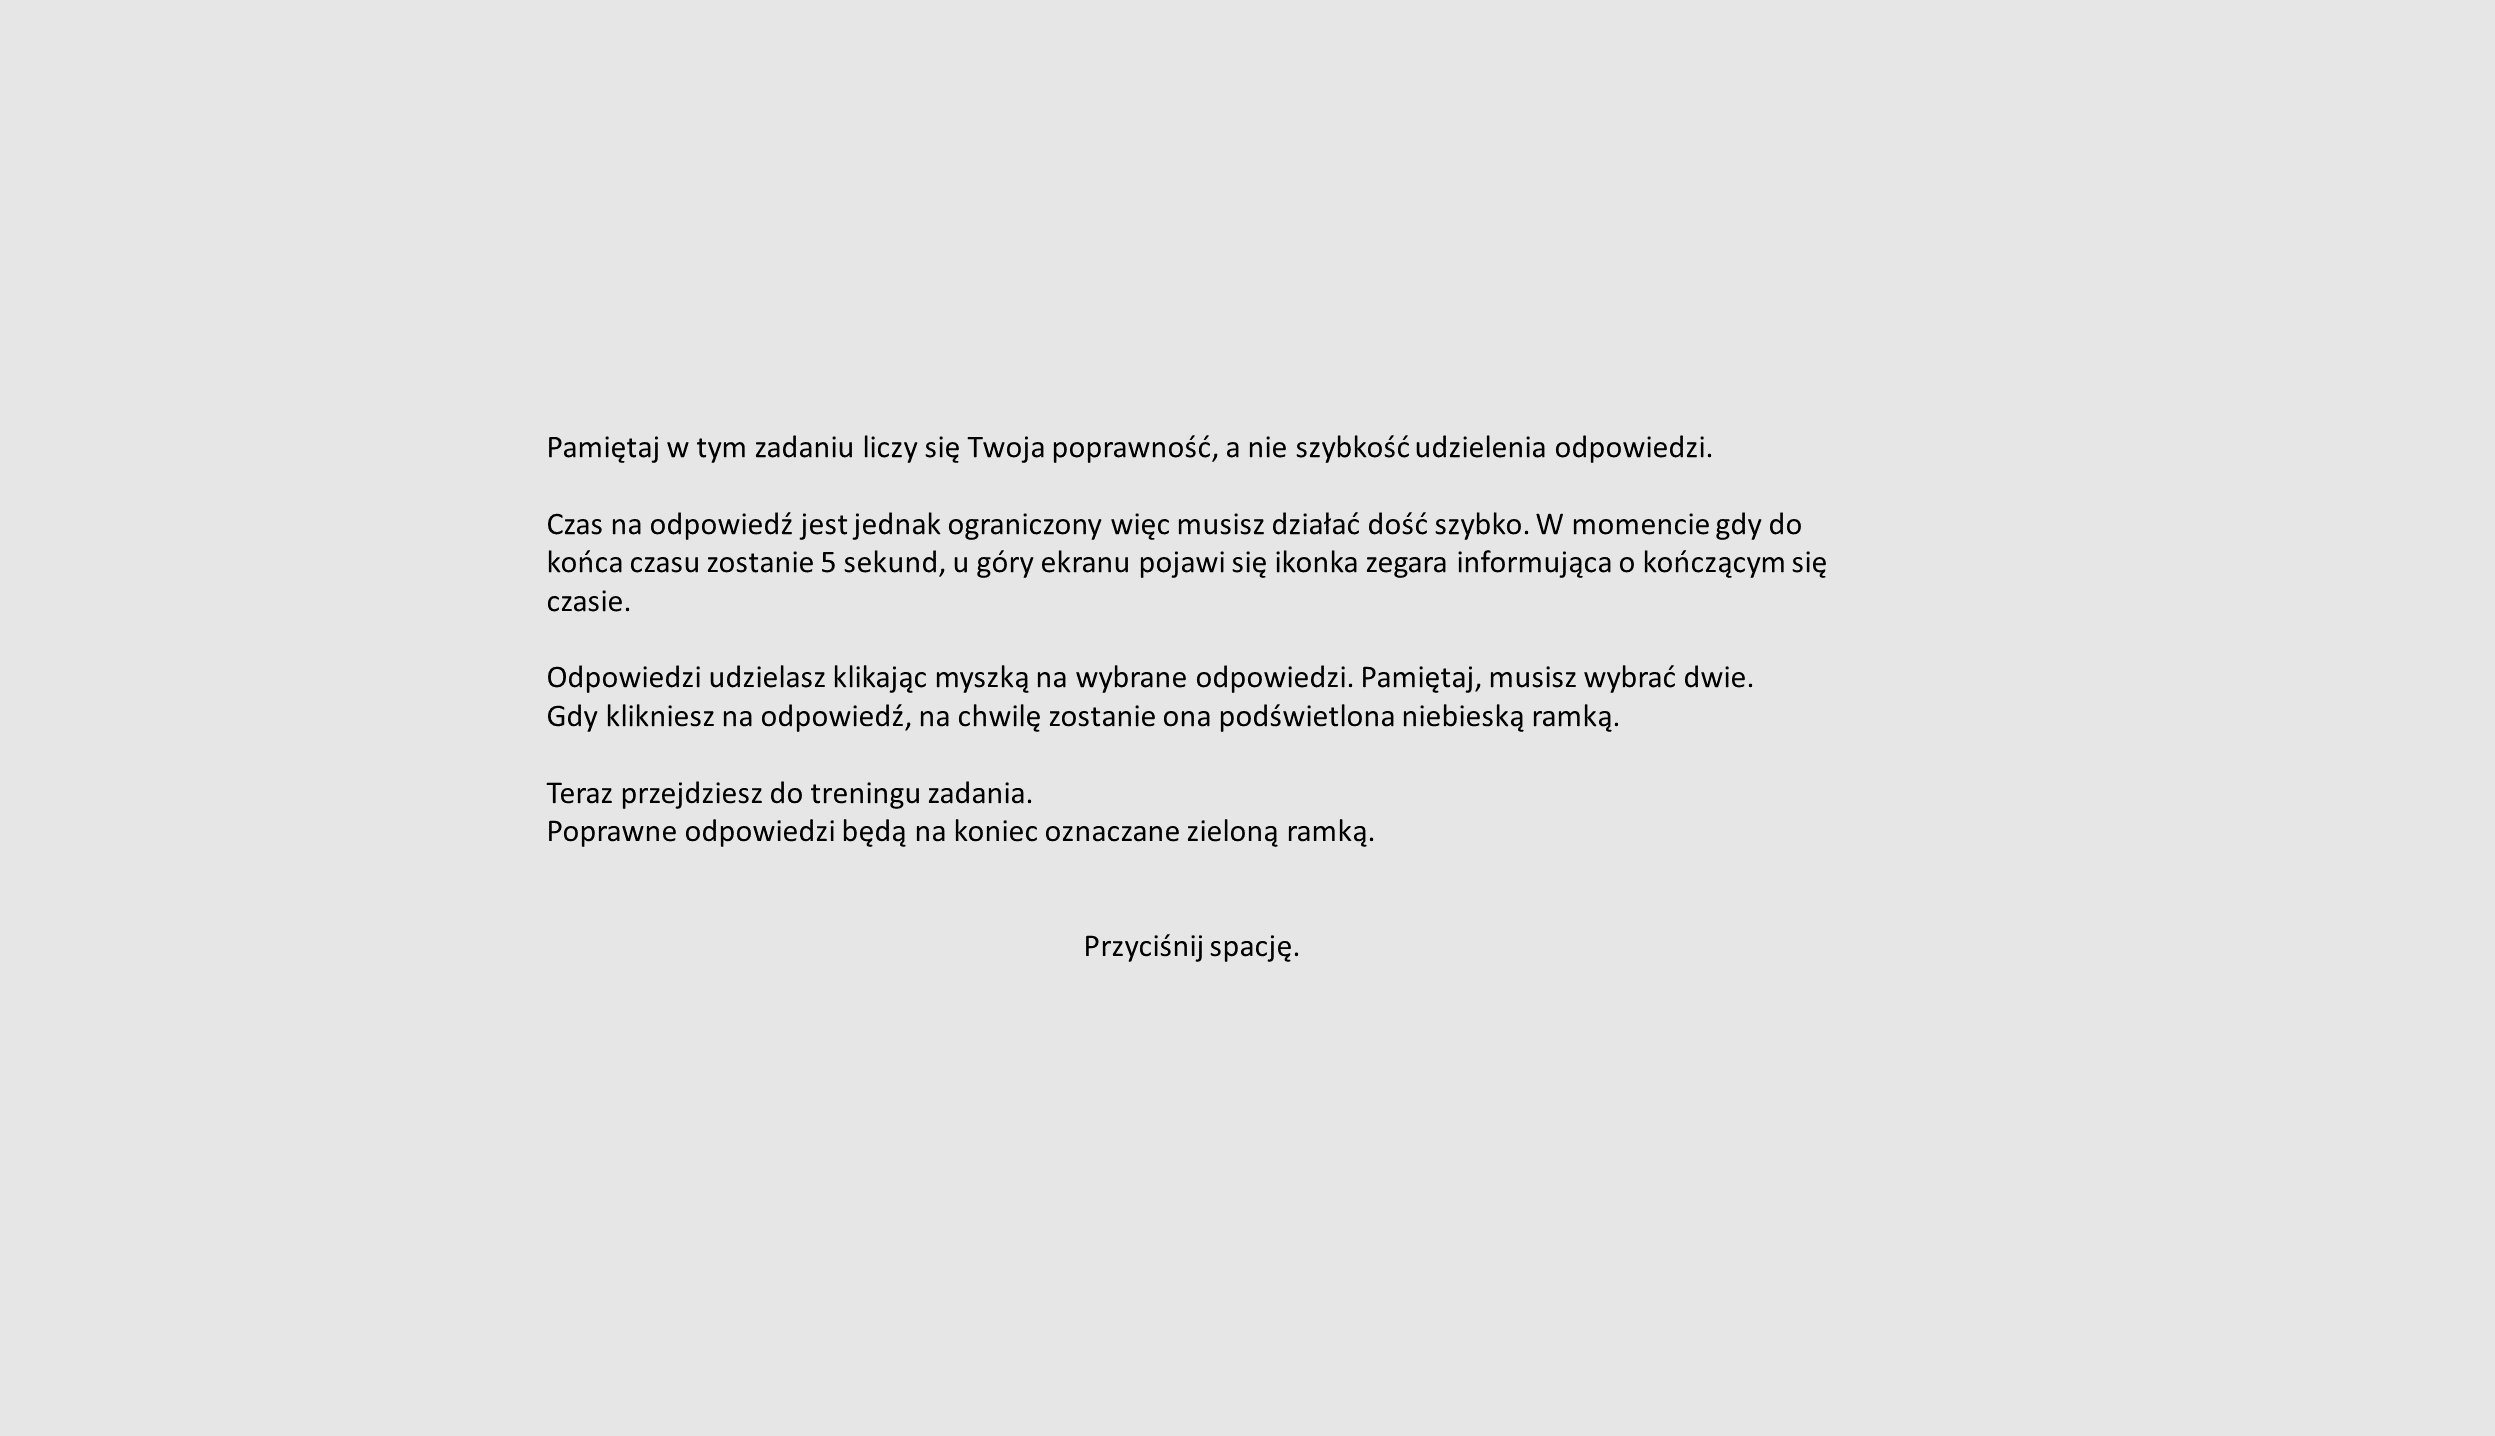 Pamiętaj w tym zadaniu liczy się Twoja poprawność, a nie szybkość udzielenia odpowiedzi.
Czas na odpowiedź jest jednak ograniczony więc musisz działać dość szybko. W momencie gdy do
końca czasu zostanie 5 sekund, u góry ekranu pojawi się ikonka zegara informująca o kończącym się
czasie.
Odpowiedzi udzielasz klikając myszką na wybrane odpowiedzi. Pamiętaj, musisz wybrać dwie.
Gdy klikniesz na odpowiedź, na chwilę zostanie ona podświetlona niebieską ramką.
Teraz przejdziesz do treningu zadania.
Poprawne odpowiedzi będą na koniec oznaczane zieloną ramką.
Przyciśnij spację.